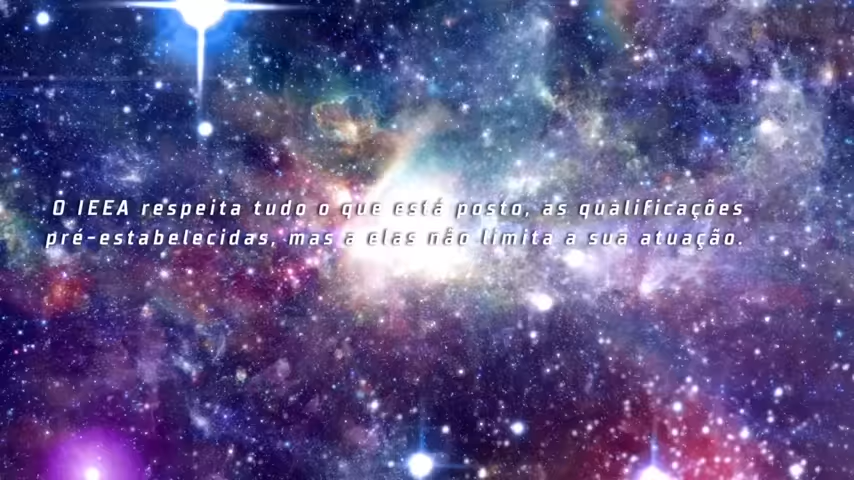 O IEEA respeita tudo o que está posto, as qualificações
pré-estabelecidas, mas a elas não limita a sua atuação.